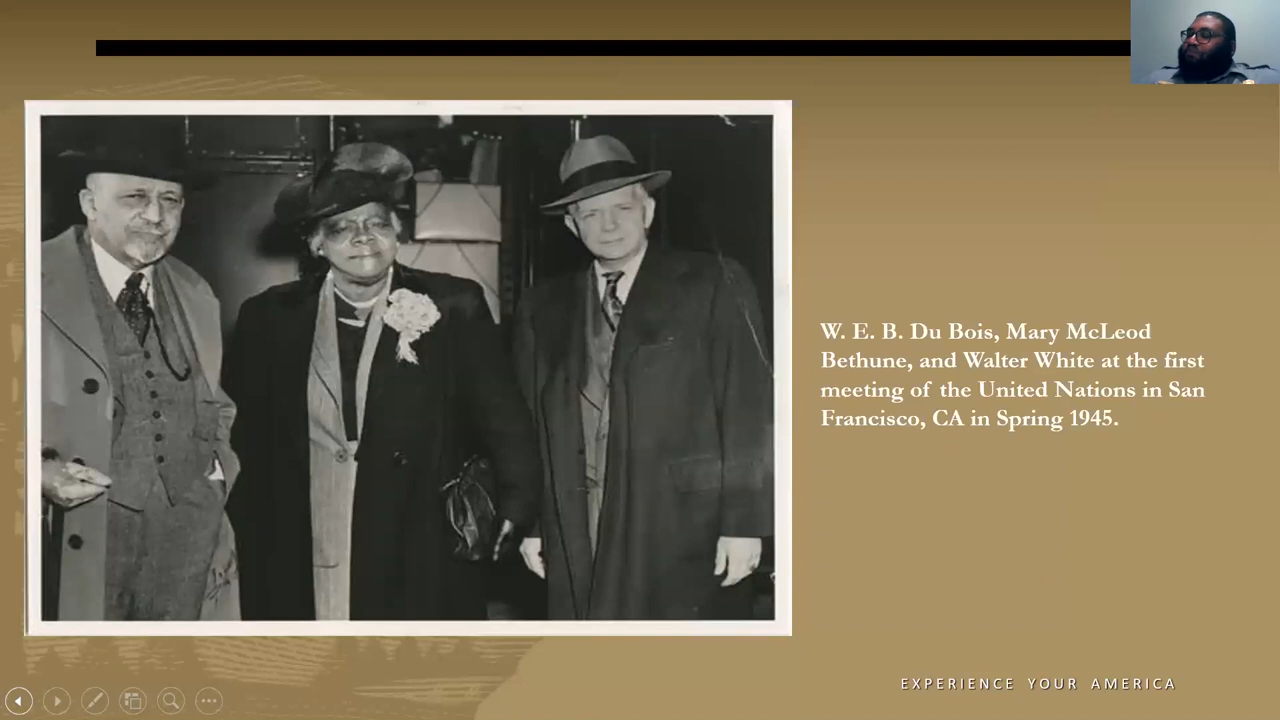 W. E. B. Du Bois, Mary McLeod
Bethune, and Walter White at the first
meeting of the United Nations in San
Francisco, CA in Spring 1945.
EXPERIENCE YOUR AMERICA